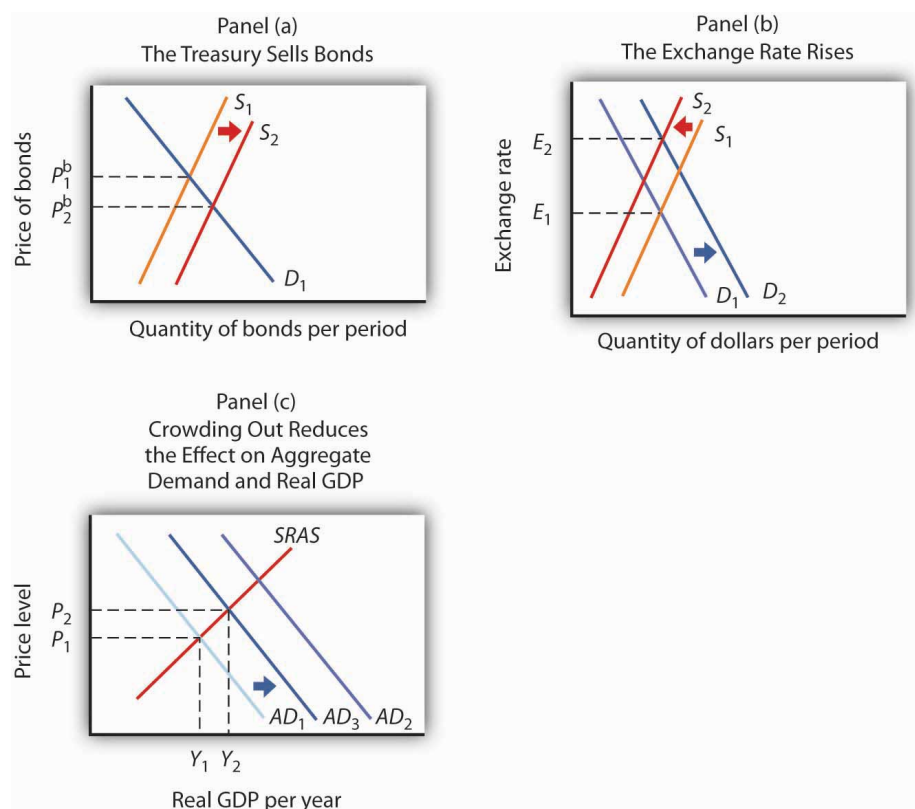 Panel (a)
The Treasury Sells Bonds
Price of bonds
S₁
S₂
Pᵇ₁
Pᵇ₂
D₁
Quantity of bonds per period
Panel (b)
The Exchange Rate Rises
Exchange rate
S₂
S₁
E₂
E₁
D₁
D₂
Quantity of dollars per period
Panel (c)
Crowding Out Reduces
the Effect on Aggregate
Demand and Real GDP
Price level
SRAS
P₂
P₁
AD₁
AD₃
AD₂
Y₁
Y₂
Real GDP per year